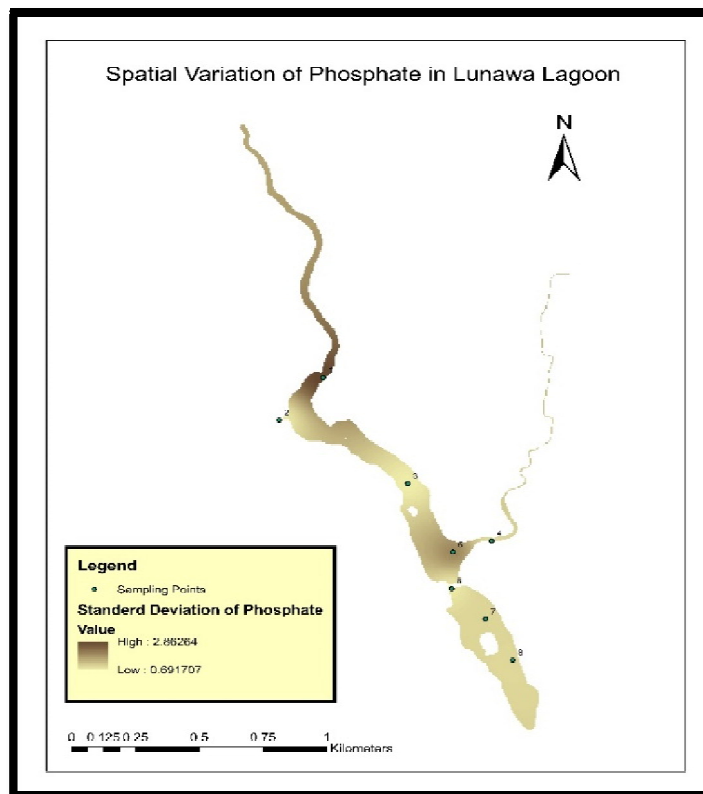 Spatial Variation of Phosphate in Lunawa Lagoon
N
1
2
3
4
5
6
7
8
Legend
Sampling Points
Standerd Deviation of Phosphate
Value
High : 2.86264
Low : 0.691707
0 0.125 0.25 0.5 0.75 1
Kilometers